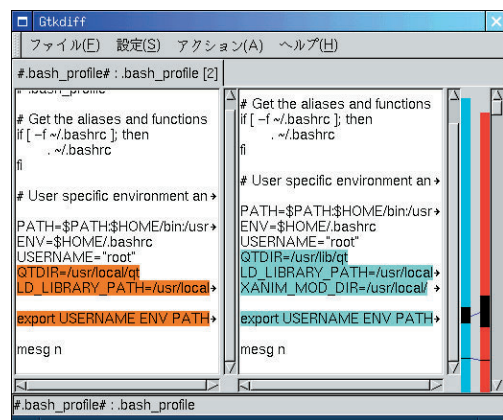 Gtkdiff
ファイル(F) 設定(S) アクション(A) ヘルプ(H)
#.bash_profile# : .bash_profile [2]
# .bash_profile
# Get the aliases and functions
if [ –f ~/.bashrc ]; then
. ~/.bashrc
fi
# User specific environment an
PATH=$PATH:$HOME/bin:/usr
ENV=$HOME/.bashrc
USERNAME="root"
QTDIR=/usr/local/qt
LD_LIBRARY_PATH=/usr/local
export USERNAME ENV PATH
mesg n
# Get the aliases and functions
if [ –f ~/.bashrc ]; then
. ~/.bashrc
fi
# User specific environment an
PATH=$PATH:$HOME/bin:/usr
ENV=$HOME/.bashrc
USERNAME="root"
QTDIR=/usr/lib/qt
LD_LIBRARY_PATH=/usr/local
XANIM_MOD_DIR=/usr/local/
export USERNAME ENV PATH
mesg n
#.bash_profile# : .bash_profile